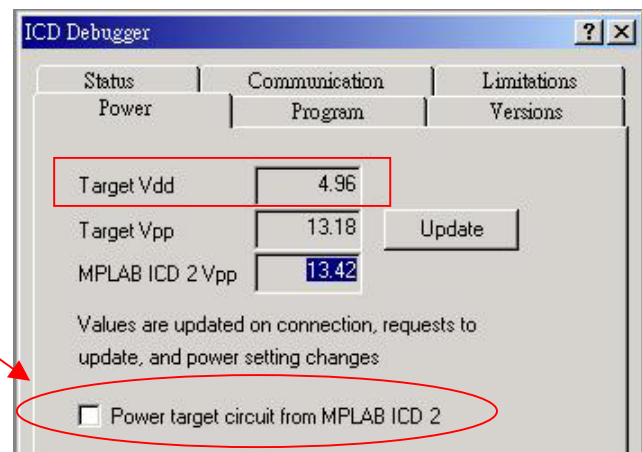 ICD Debugger
Status Communication Limitations
Power Program Versions
Target Vdd 4.96
Target Vpp 13.18 Update
MPLAB ICD 2 Vpp 13.42
Values are updated on connection, requests to
update, and power setting changes
Power target circuit from MPLAB ICD 2